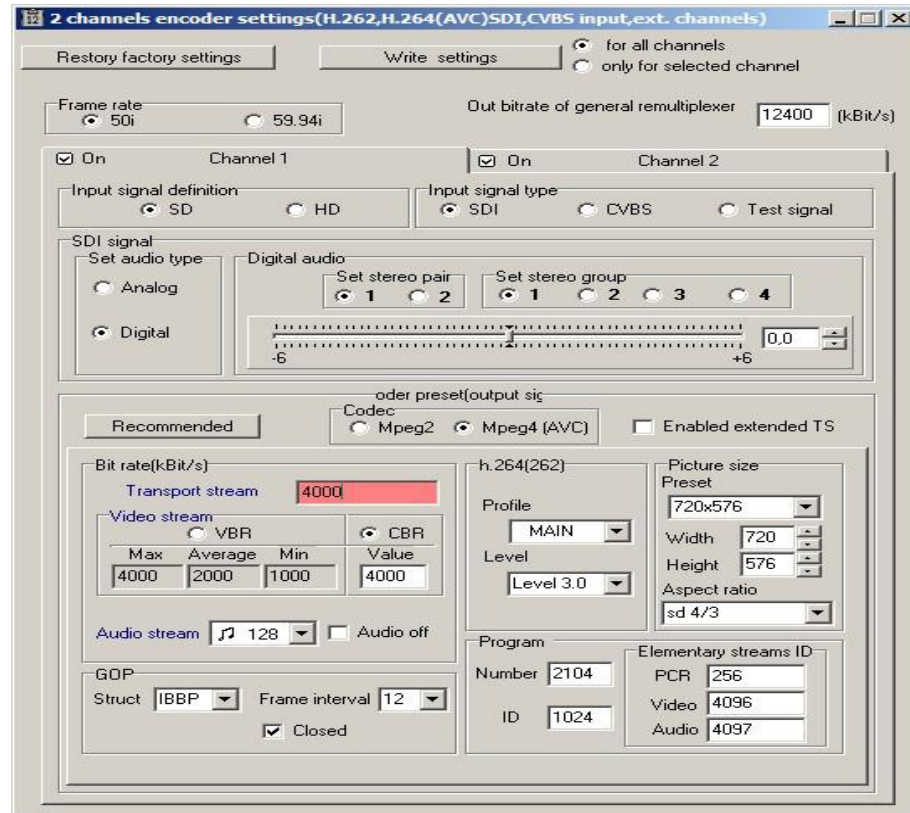 2 channels encoder settings(H.262,H.264(AVC)SDI,CVBS input,ext. channels)
Restory factory settings
Write settings
for all channels
only for selected channel
Frame rate
50i
59.94i
Out bitrate of general remultiplexer 12400 (kBit/s)
On Channel 1
On Channel 2
Input signal definition
SD
HD
Input signal type
SDI
CVBS
Test signal
SDI signal
Set audio type
Analog
Digital
Digital audio
Set stereo pair
1 2
Set stereo group
1 2 3 4
-6
+6
0,0
oder preset(output sig
Recommended
Codec
Mpeg2 Mpeg4 (AVC)
Enabled extended TS
Bit rate(kBit/s)
Transport stream 4000
Video stream
VBR
CBR
Max Average Min Value
4000 2000 1000 4000
Audio stream 128 Audio off
GOP
Struct IBBP Frame interval 12
Closed
h.264(262)
Profile
MAIN
Level
Level 3.0
Picture size
Preset
720x576
Width 720
Height 576
Aspect ratio
sd 4/3
Program
Number 2104
ID 1024
Elementary streams ID
PCR 256
Video 4096
Audio 4097